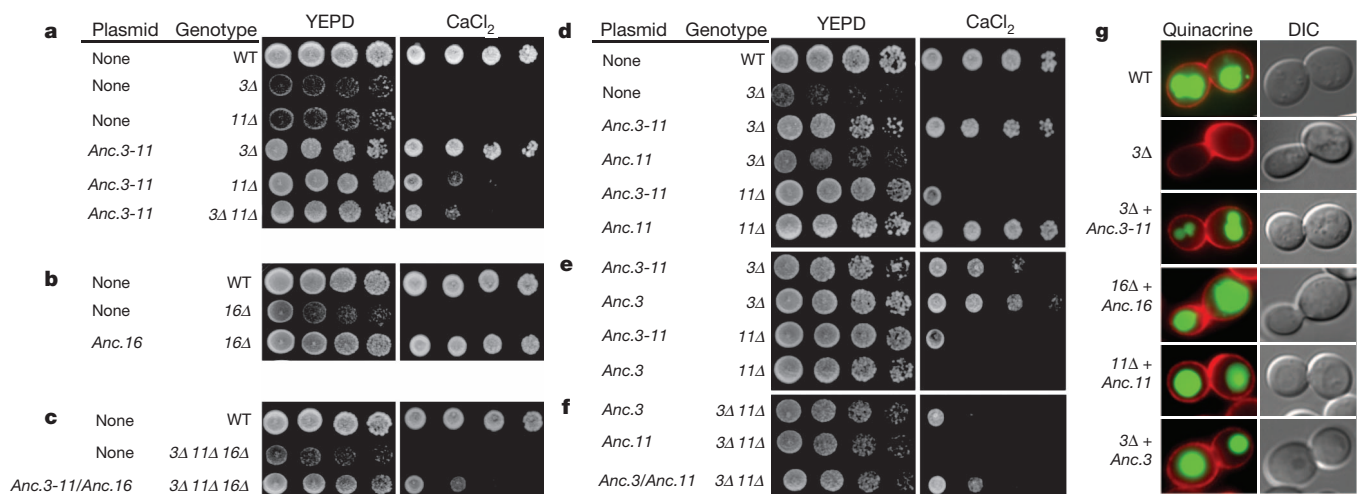 a
Plasmid Genotype YEPD CaCl2
None WT
None 3Δ
None 11Δ
Anc.3-11 3Δ
Anc.3-11 11Δ
Anc.3-11 3Δ 11Δ
b
None WT
None 16Δ
Anc.16 16Δ
c
None WT
None 3Δ 11Δ 16Δ
Anc.3-11/Anc.16 3Δ 11Δ 16Δ
d
Plasmid Genotype YEPD CaCl2
None WT
None 3Δ
Anc.3-11 3Δ
Anc.11 3Δ
Anc.3-11 11Δ
Anc.11 11Δ
e
Anc.3-11 3Δ
Anc.3 3Δ
Anc.3-11 11Δ
Anc.3 11Δ
f
Anc.3 3Δ 11Δ
Anc.11 3Δ 11Δ
Anc.3/Anc.11 3Δ 11Δ
g
Quinacrine DIC
WT
3Δ
3Δ +
Anc.3-11
16Δ +
Anc.16
11Δ +
Anc.11
3Δ +
Anc.3